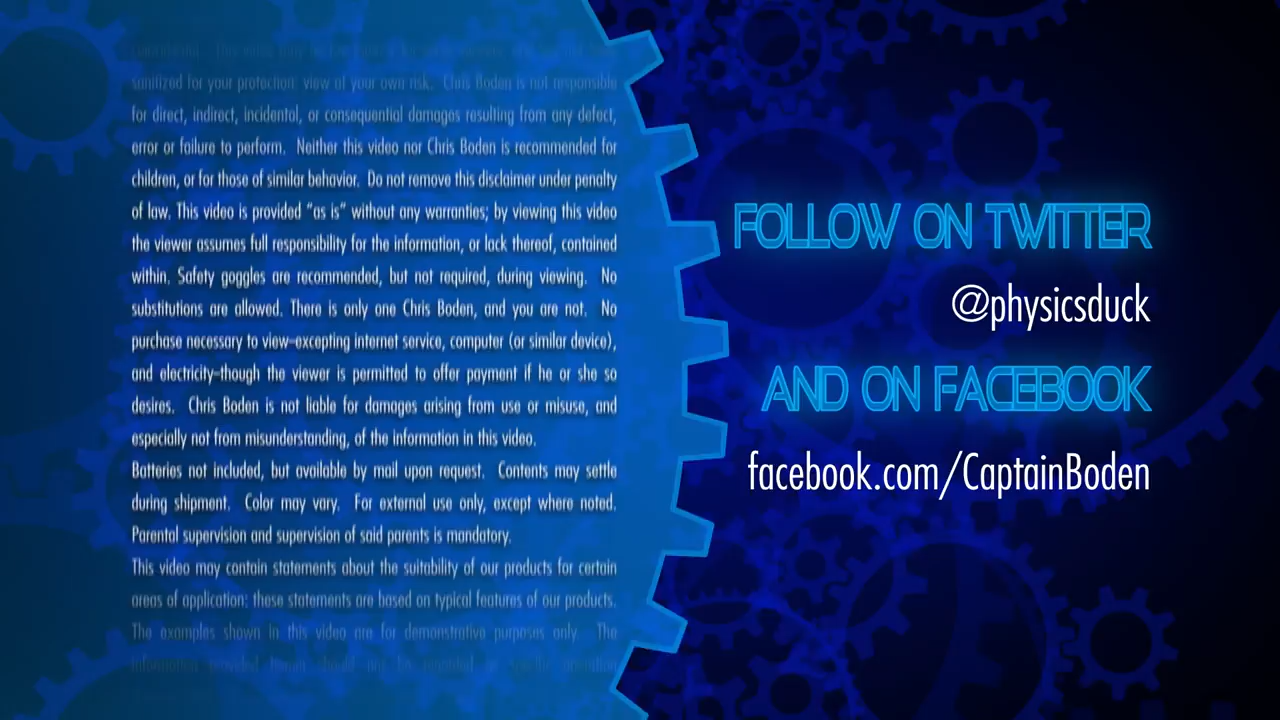 sanitized for your protection view at your own risk. Chris Boden is not responsible
for direct, indirect, incidental, or consequential damages resulting from any defect,
error or failure to perform. Neither this video nor Chris Boden is recommended for
children, or for those of similar behavior. Do not remove this disclaimer under penalty
of law. This video is provided "as is" without any warranties; by viewing this video
the viewer assumes full responsibility for the information, or lack thereof, contained
within. Safety goggles are recommended, but not required, during viewing. No
substitutions are allowed. There is only one Chris Boden, and you are not. No
purchase necessary to view–excepting internet service, computer (or similar device),
and electricity–though the viewer is permitted to offer payment if he or she so
desires. Chris Boden is not liable for damages arising from use or misuse, and
especially not from misunderstanding, of the information in this video.
Batteries not included, but available by mail upon request. Contents may settle
during shipment. Color may vary. For external use only, except where noted.
Parental supervision and supervision of said parents is mandatory.
This video may contain statements about the suitability of our products for certain
areas of application; these statements are based on typical features of our products.
The examples shown in this video are for demonstrative purposes only. The
FOLLOW ON TWITTER
@physicsduck
AND ON FACEBOOK
facebook.com/CaptainBoden